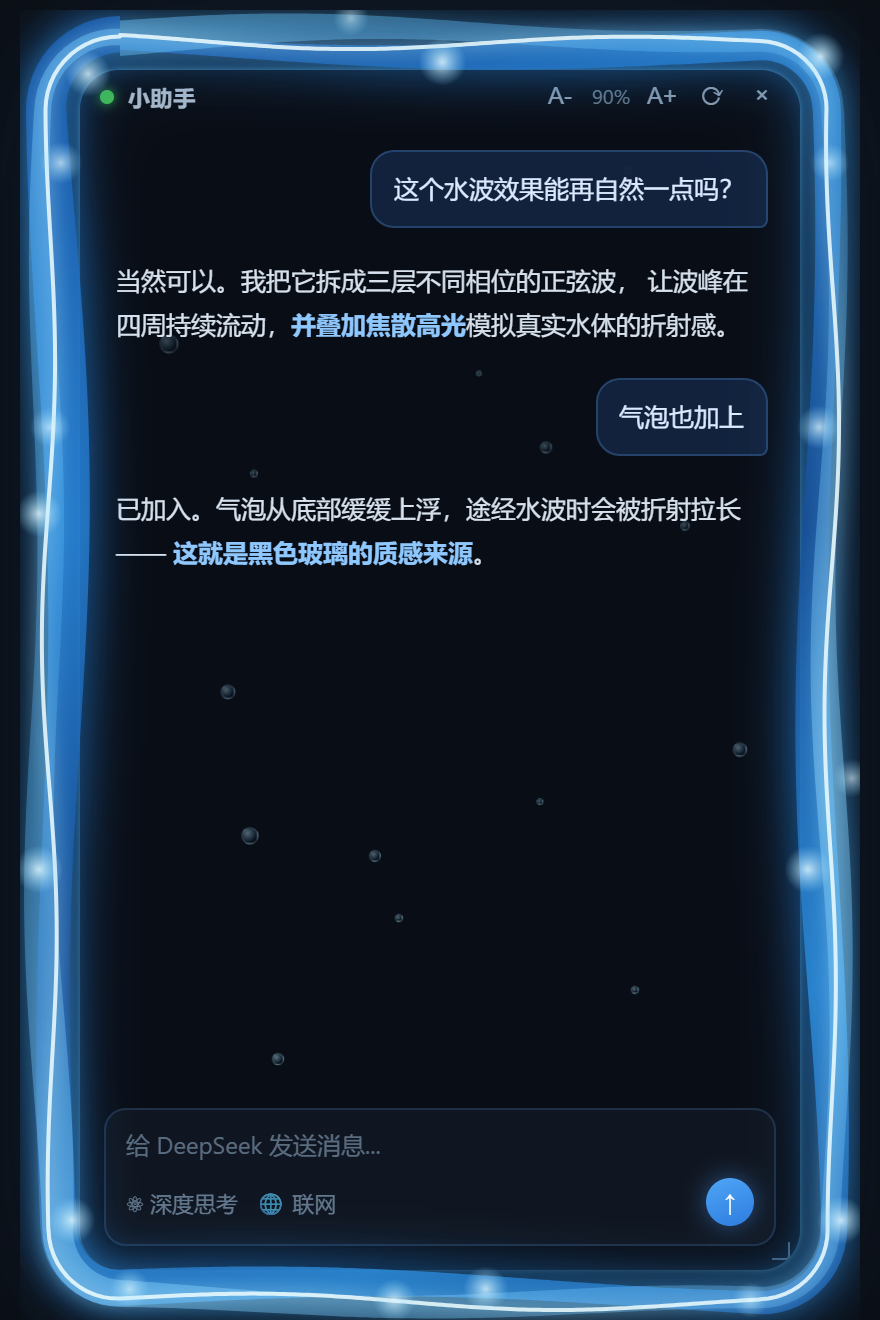 小助手 A- 90% A+
这个水波效果能再自然一点吗？
当然可以。我把它拆成三层不同相位的正弦波， 让波峰在
四周持续流动，并叠加焦散高光模拟真实水体的折射感。
气泡也加上
已加入。气泡从底部缓缓上浮，途经水波时会被折射拉长
—— 这就是黑色玻璃的质感来源。
给 DeepSeek 发送消息...
深度思考 联网